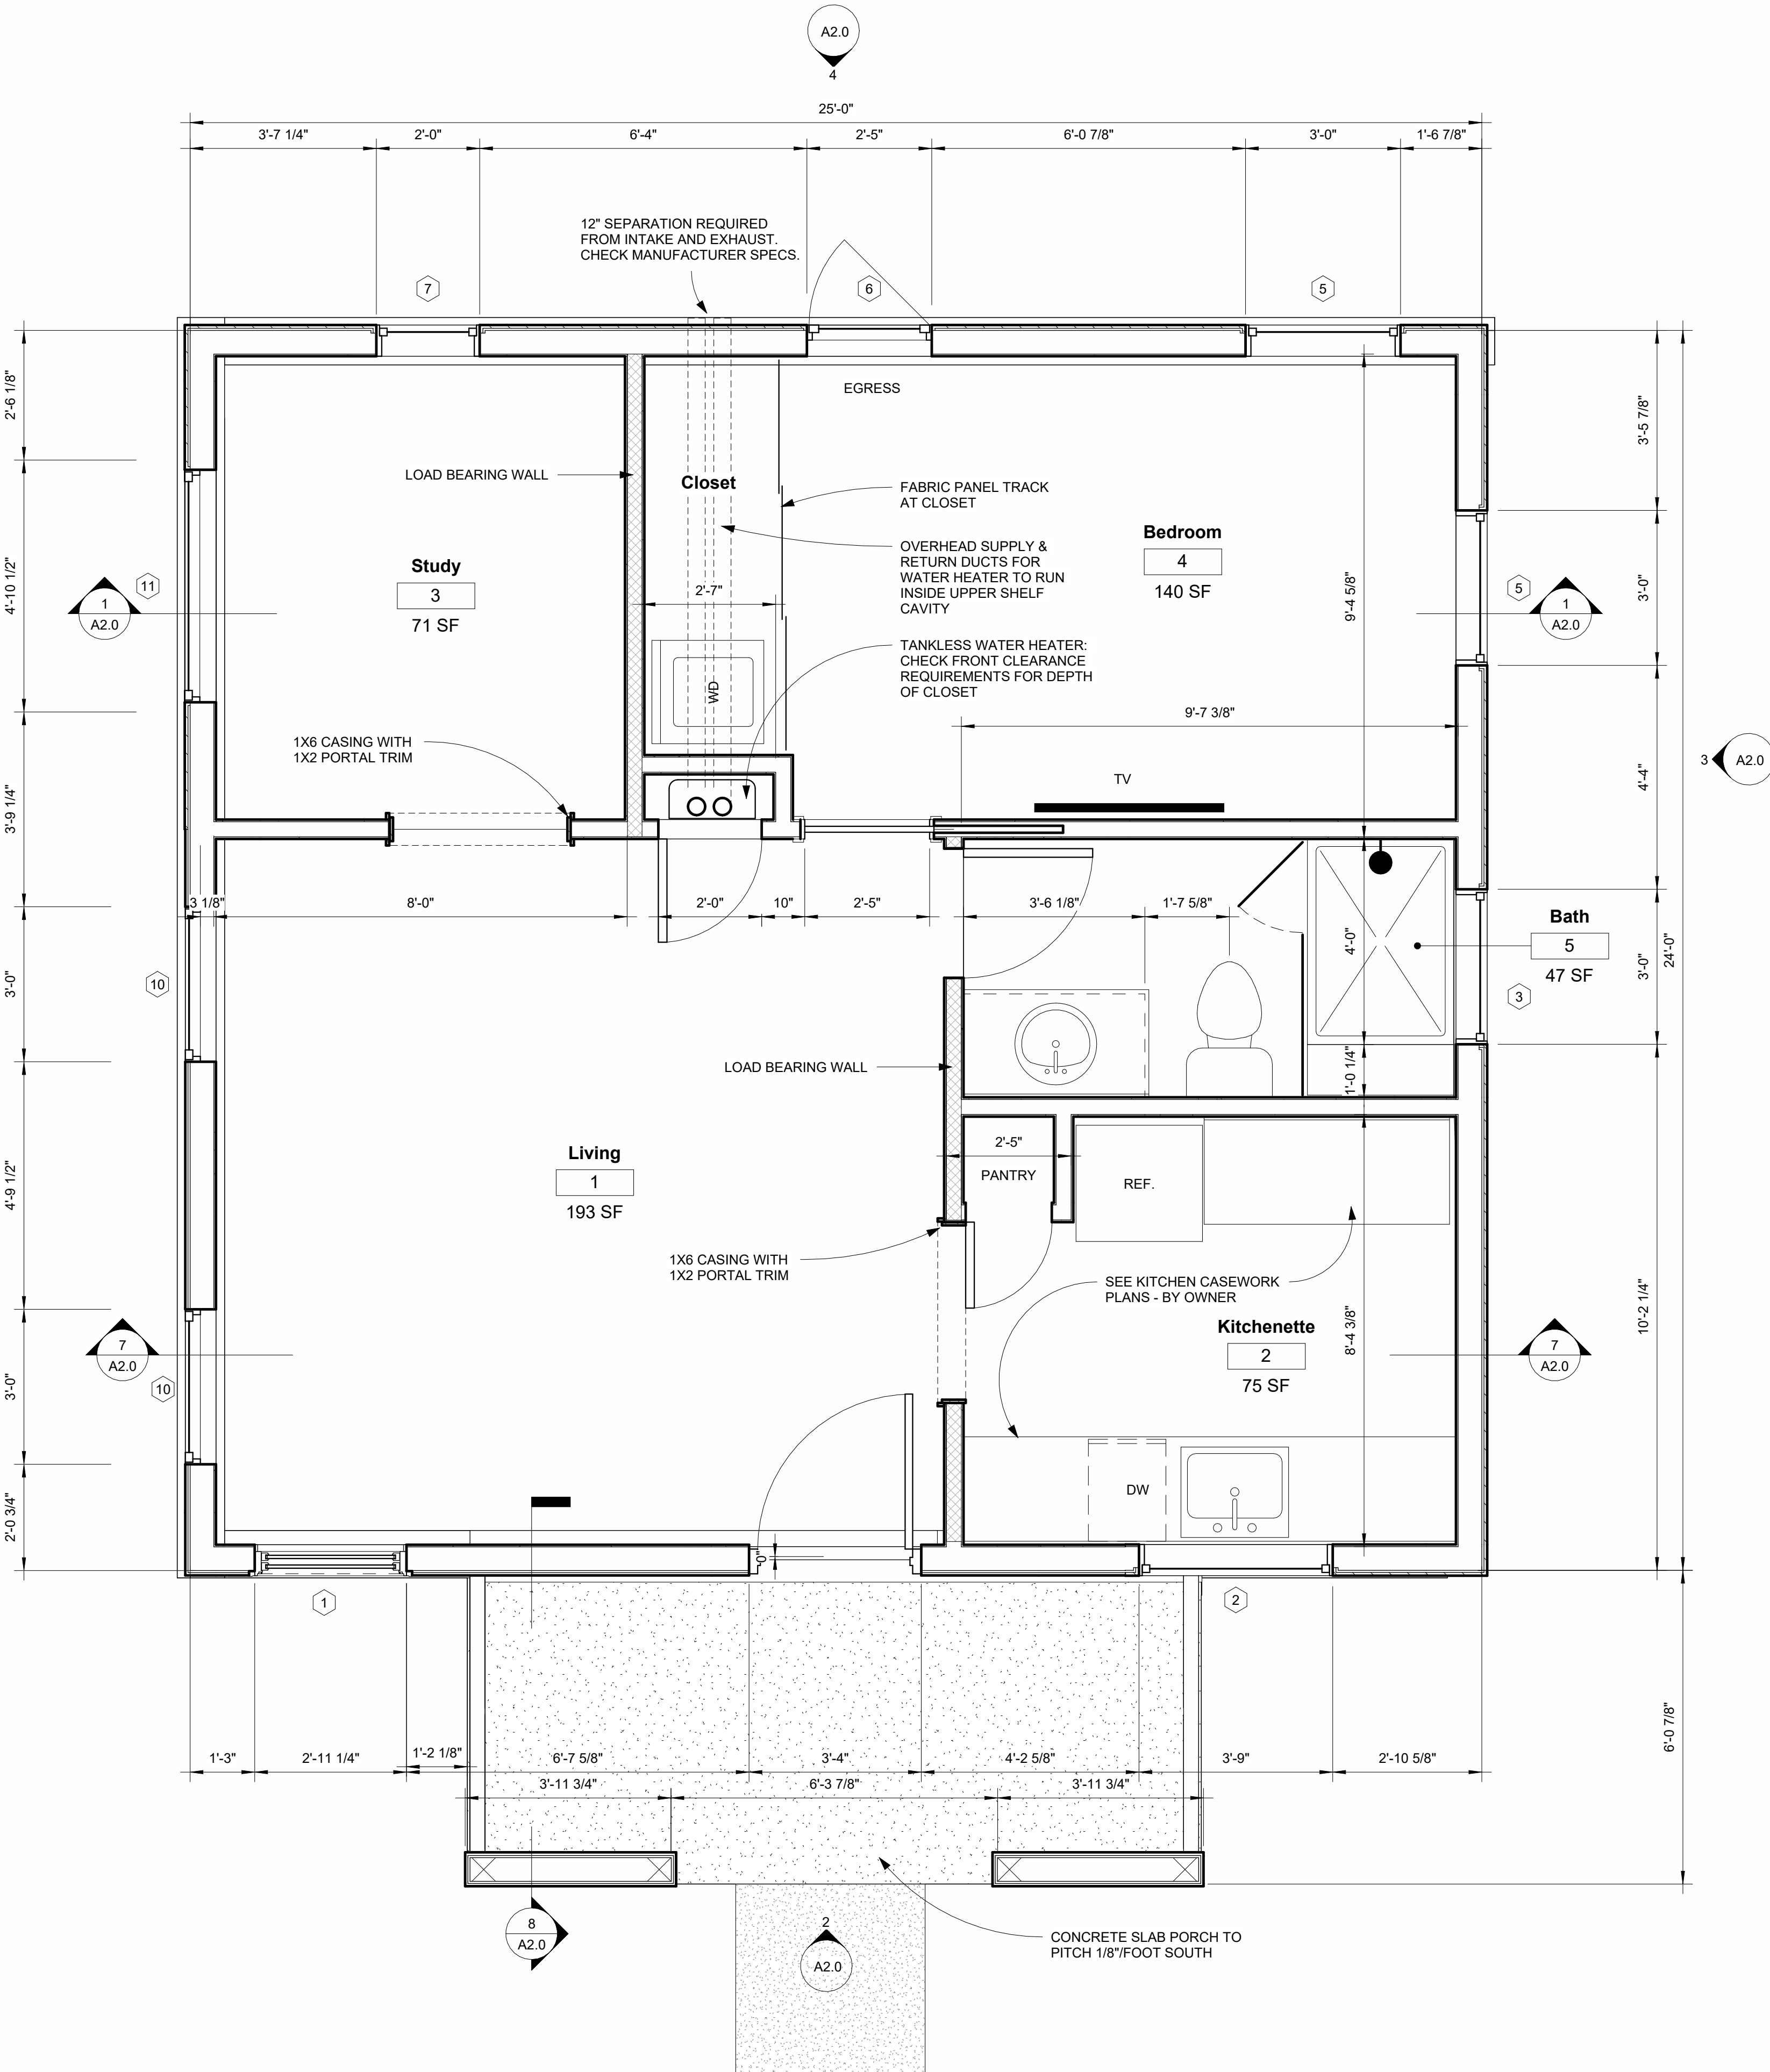 A2.0
4
25'-0"
3'-7 1/4"
2'-0"
6'-4"
2'-5"
6'-0 7/8"
3'-0"
1'-6 7/8"
12" SEPARATION REQUIRED
FROM INTAKE AND EXHAUST.
CHECK MANUFACTURER SPECS.
7
6
5
EGRESS
2'-6 1/8"
3'-5 7/8"
LOAD BEARING WALL
Closet
FABRIC PANEL TRACK
AT CLOSET
Bedroom
4
140 SF
OVERHEAD SUPPLY &
RETURN DUCTS FOR
WATER HEATER TO RUN
INSIDE UPPER SHELF
CAVITY
Study
3
71 SF
4'-10 1/2"
11
1
A2.0
2'-7"
9'-4 5/8"
5
1
A2.0
3'-0"
TANKLESS WATER HEATER:
CHECK FRONT CLEARANCE
REQUIREMENTS FOR DEPTH
OF CLOSET
WD
9'-7 3/8"
1X6 CASING WITH
1X2 PORTAL TRIM
TV
3'-9 1/4"
4'-4"
3
A2.0
3 1/8"
8'-0"
2'-0"
10"
2'-5"
3'-6 1/8"
1'-7 5/8"
4'-0"
Bath
5
47 SF
3'-0"
24'-0"
3'-0"
10
3
LOAD BEARING WALL
1'-0 1/4"
4'-9 1/2"
Living
1
193 SF
2'-5"
PANTRY
REF.
1X6 CASING WITH
1X2 PORTAL TRIM
SEE KITCHEN CASEWORK
PLANS - BY OWNER
Kitchenette
2
75 SF
8'-4 3/8"
10'-2 1/4"
7
A2.0
10
3'-0"
7
A2.0
2'-0 3/4"
DW
0"
1
2
6'-0 7/8"
1'-3"
2'-11 1/4"
1'-2 1/8"
6'-7 5/8"
3'-4"
4'-2 5/8"
3'-9"
2'-10 5/8"
3'-11 3/4"
6'-3 7/8"
3'-11 3/4"
8
A2.0
2
A2.0
CONCRETE SLAB PORCH TO
PITCH 1/8"/FOOT SOUTH